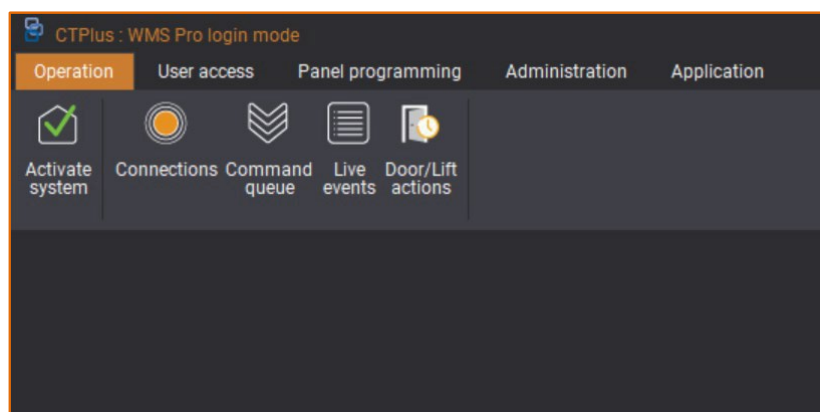 CTPlus : WMS Pro login mode
Operation User access Panel programming Administration Application
Activate system
Connections
Command queue
Live events
Door/Lift actions